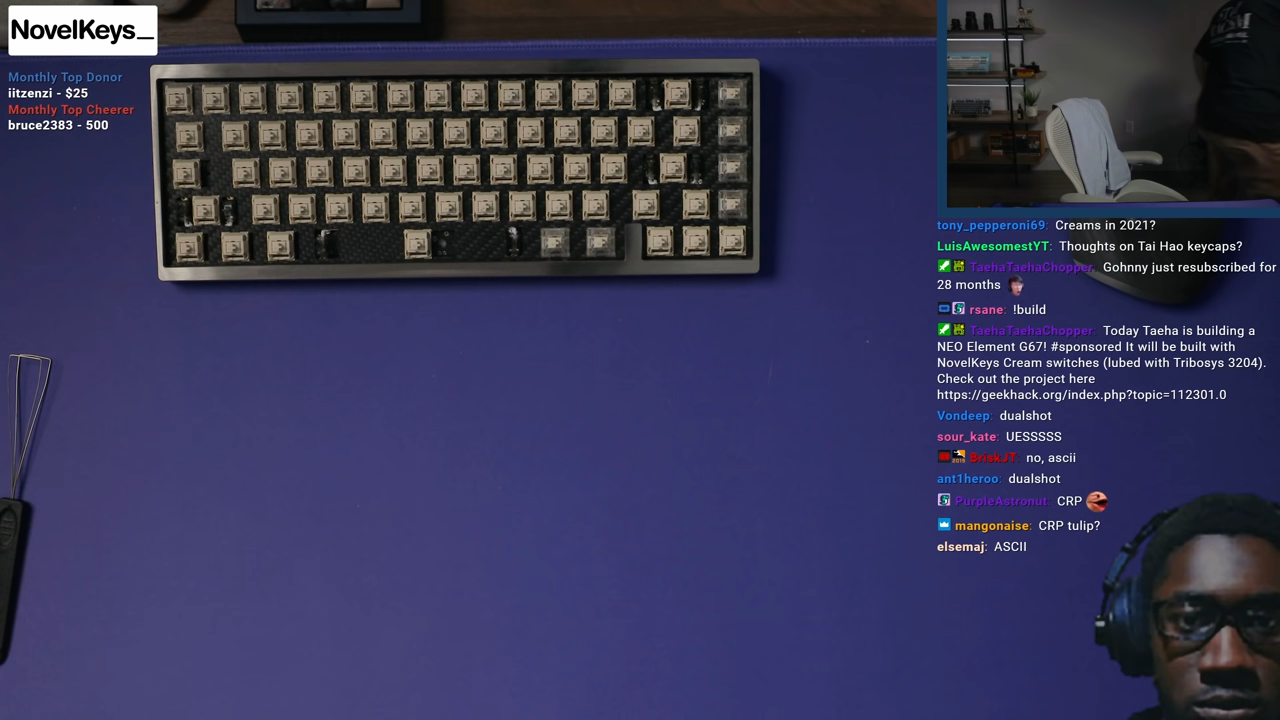 NovelKeys_
Monthly Top Donor
iitzenzi - $25
Monthly Top Cheerer
bruce2383 - 500
tony_pepperoni69: Creams in 2021?
LuisAwesomestYT: Thoughts on Tai Hao keycaps?
TaehaTaehaChopper: Gohnny just resubscribed for
28 months
rsane: !build
TaehaTaehaChopper: Today Taeha is building a
NEO Element G67! #sponsored It will be built with
NovelKeys Cream switches (lubed with Tribosys 3204).
Check out the project here
https://geekhack.org/index.php?topic=112301.0
Vondeep: dualshot
sour_kate: UESSSSS
BriskJT: no, ascii
ant1heroo: dualshot
PurpleAstronut: CRP
mangonaise: CRP tulip?
elsemaj: ASCII